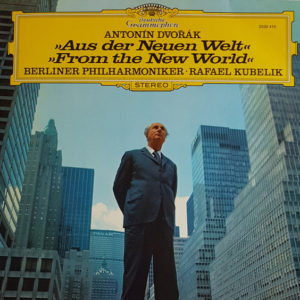 Deutsche
Grammophon
ANTONÍN DVOŘÁK
»Aus der Neuen Welt«
»From the New World«
BERLINER PHILHARMONIKER · RAFAEL KUBELIK
STEREO